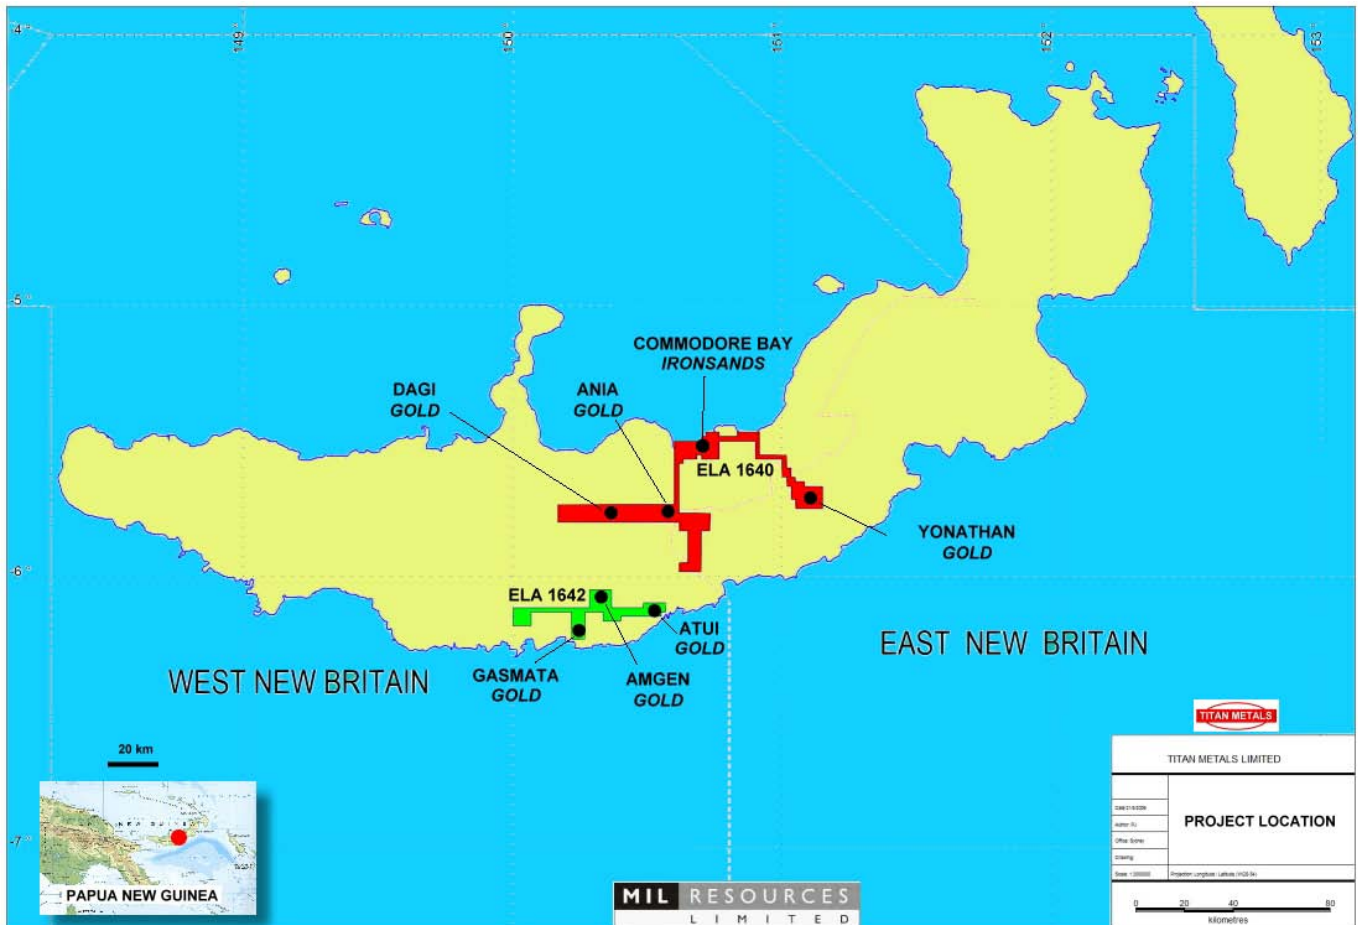 149°
150°
151
152
153
-4°
-5°
-6°
-7°
COMMODORE BAY
IRONSANDS
DAGI
GOLD
ANIA
GOLD
ELA 1640
YONATHAN
GOLD
ELA 1642
ATUI
GOLD
GASMATA
GOLD
AMGEN
GOLD
WEST NEW BRITAIN
EAST NEW BRITAIN
20 km
PAPUA NEW GUINEA
TITAN METALS
TITAN METALS LIMITED
PROJECT LOCATION
0 20 40 80
kilometres
MIL RESOURCES
LIMITED